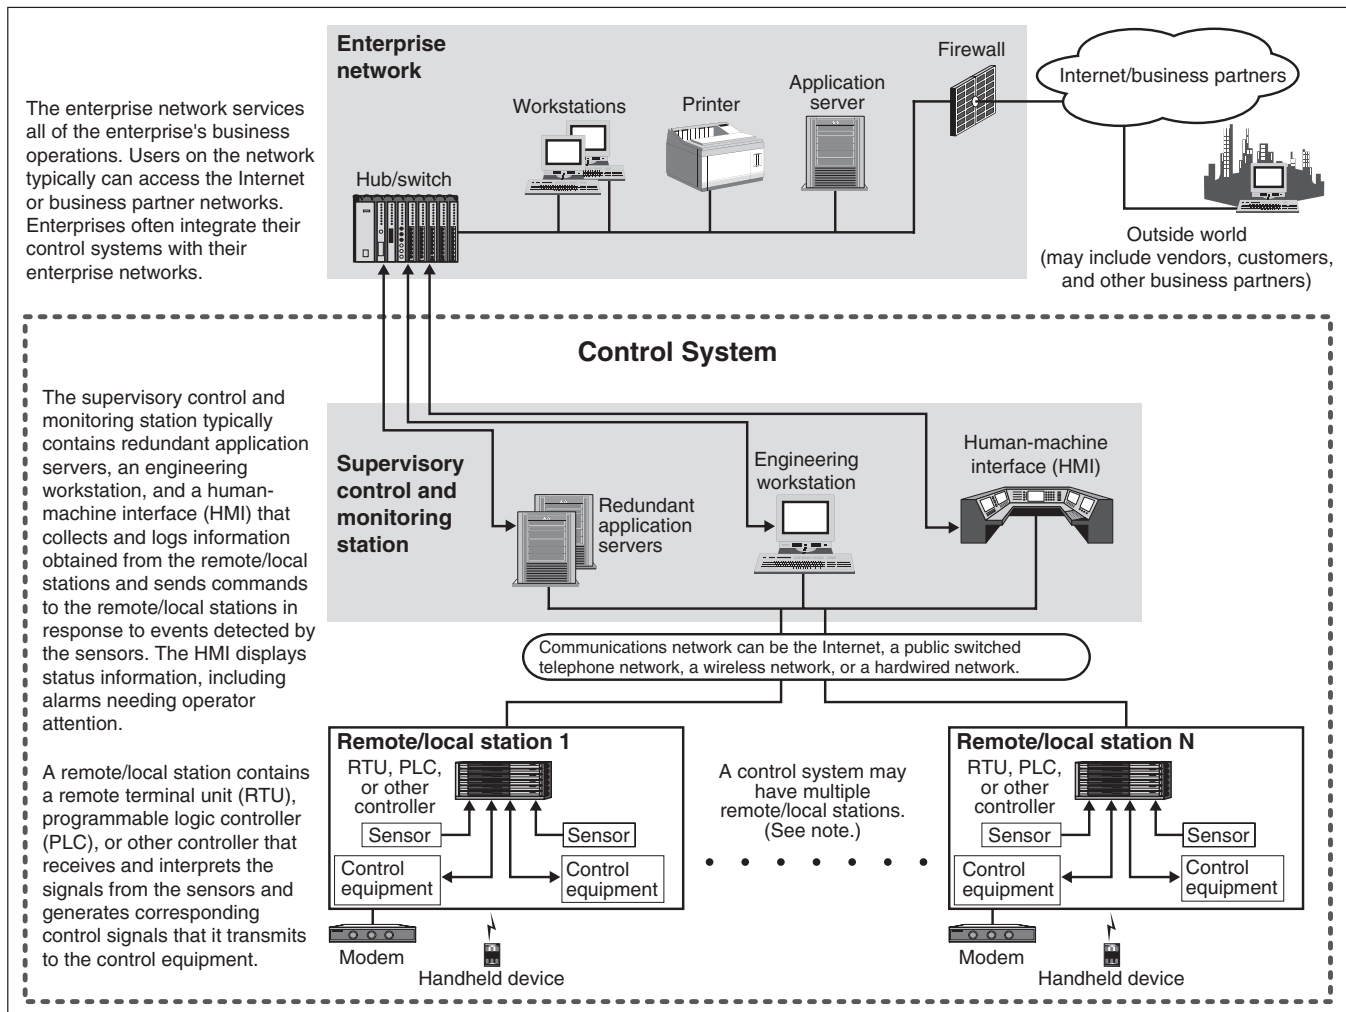 Enterprise
network
The enterprise network services
all of the enterprise's business
operations. Users on the network
typically can access the Internet
or business partner networks.
Enterprises often integrate their
control systems with their
enterprise networks.
Hub/switch
Workstations
Printer
Application
server
Firewall
Internet/business partners
Outside world
(may include vendors, customers,
and other business partners)
Control System
The supervisory control and
monitoring station typically
contains redundant application
servers, an engineering
workstation, and a human-
machine interface (HMI) that
collects and logs information
obtained from the remote/local
stations and sends commands
to the remote/local stations in
response to events detected by
the sensors. The HMI displays
status information, including
alarms needing operator
attention.
A remote/local station contains
a remote terminal unit (RTU),
programmable logic controller
(PLC), or other controller that
receives and interprets the
signals from the sensors and
generates corresponding
control signals that it transmits
to the control equipment.
Supervisory
control and
monitoring
station
Redundant
application
servers
Engineering
workstation
Human-machine
interface (HMI)
Communications network can be the Internet, a public switched
telephone network, a wireless network, or a hardwired network.
Remote/local station 1
RTU, PLC,
or other
controller
Sensor
Sensor
Control
equipment
Control
equipment
Modem
Handheld device
A control system may
have multiple
remote/local stations.
(See note.)
Remote/local station N
RTU, PLC,
or other
controller
Sensor
Sensor
Control
equipment
Control
equipment
Modem
Handheld device